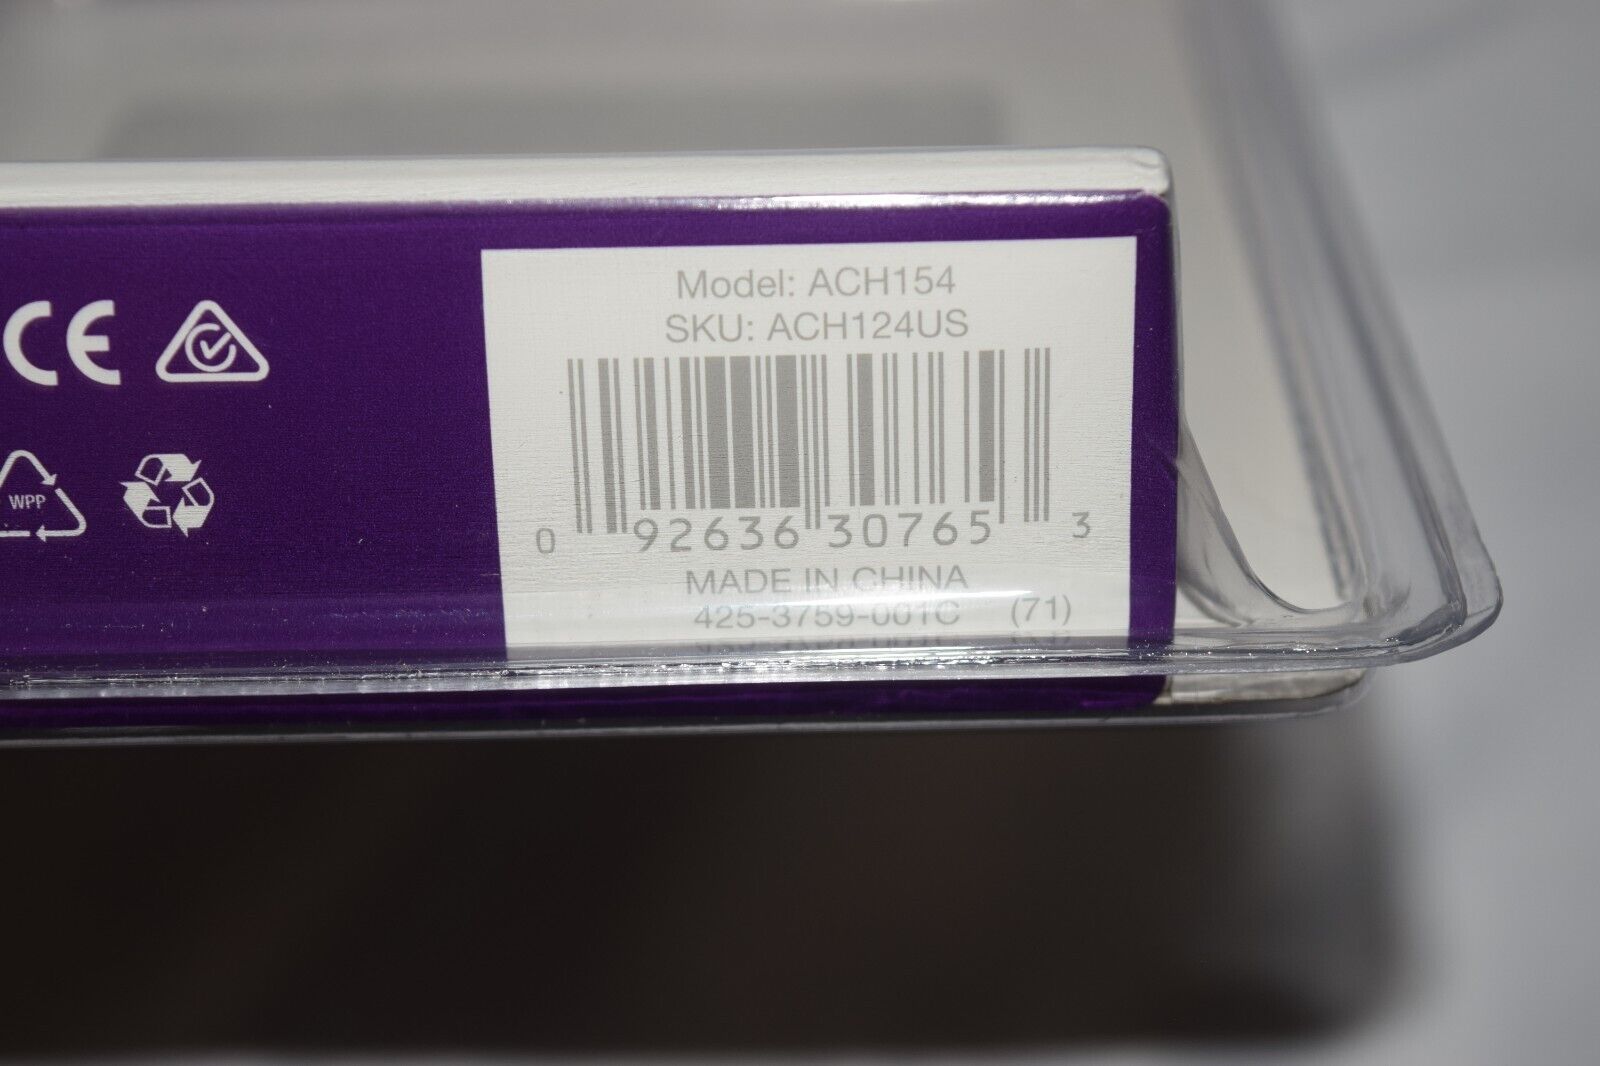 CE
WPP
Model: ACH154
SKU: ACH124US
0 92636 30765 3
MADE IN CHINA
425-3759-001C (71)